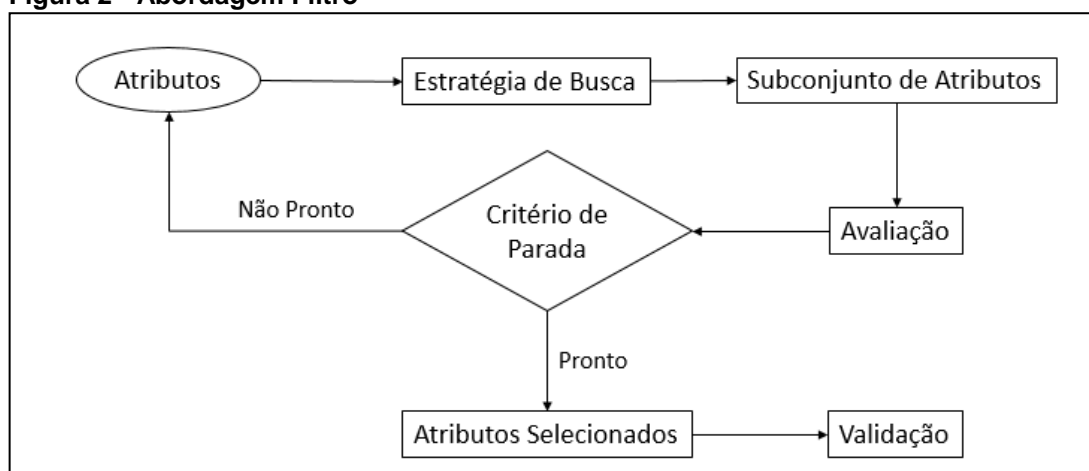 Figura 2 - Abordagem Filtro
Atributos
Estratégia de Busca
Subconjunto de Atributos
Não Pronto
Critério de
Parada
Avaliação
Pronto
Atributos Selecionados
Validação